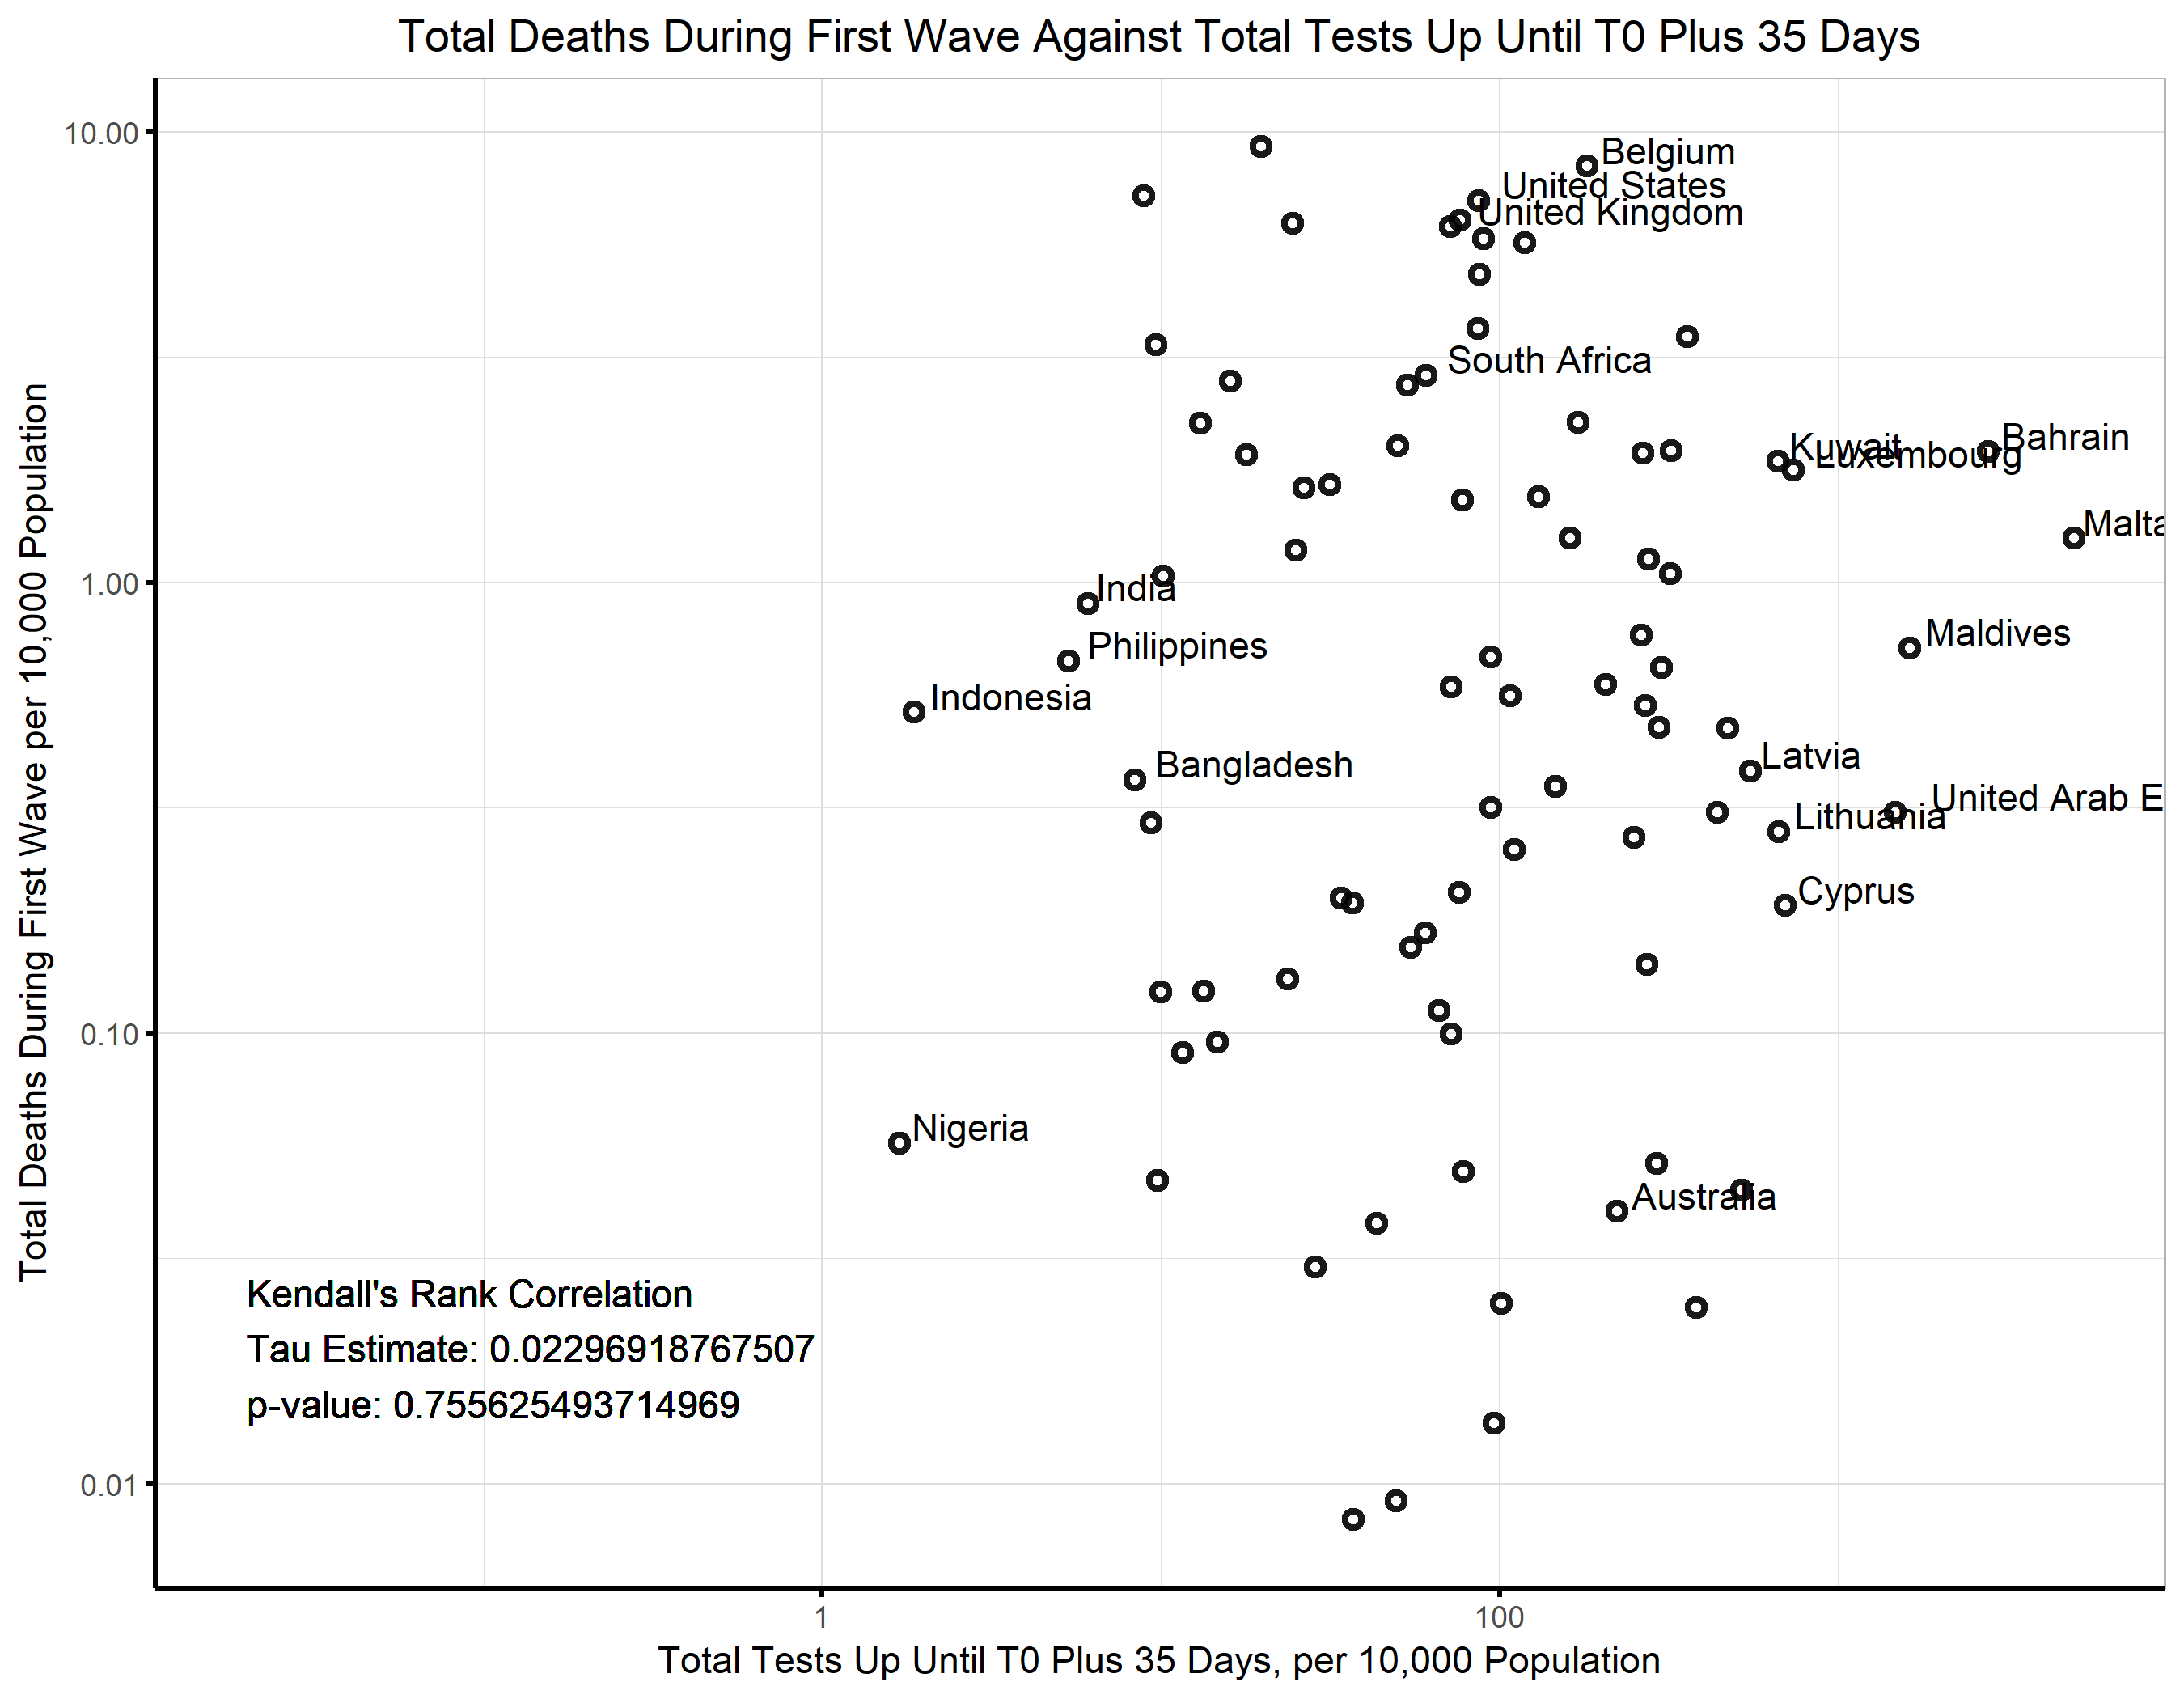 Total Deaths During First Wave Against Total Tests Up Until T0 Plus 35 Days
Total Deaths During First Wave per 10,000 Population
10.00
1.00
0.10
0.01
Belgium
United States
United Kingdom
South Africa
Kuwait
Bahrain
Luxembourg
Malta
India
Maldives
Philippines
Indonesia
Latvia
Bangladesh
United Arab E
Lithuania
Cyprus
Nigeria
Australia
Kendall's Rank Correlation
Tau Estimate: 0.02296918767507
p-value: 0.755625493714969
1
100
Total Tests Up Until T0 Plus 35 Days, per 10,000 Population